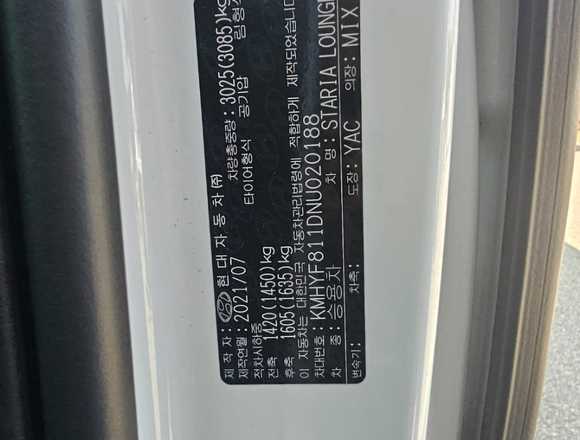 제 작 자: 현대자동차㈜
제작연월: 2021/07 차량총중량: 3025(3085)kg
적차시하중 타이어형식 공기압 림형식
전축 1420(1450)kg
후축 1605(1635)kg
이 자동차는 대한민국 자동차관리법령에 적합하게 제작되었습니다
차대번호: KMHYF811DNU020188
차 종: 승용차 차 명: STARIA LOUNGE
변속기: 차축: 도장: YAC 의장: MIX